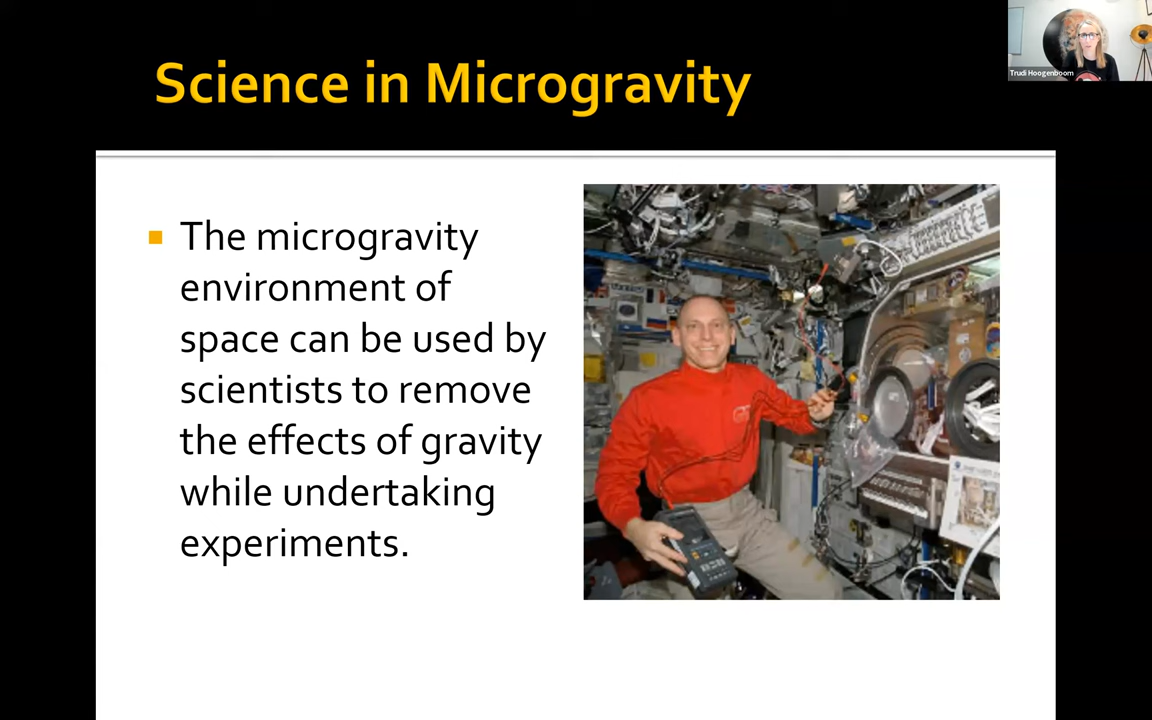 Science in Microgravity
Trudi Hoogenboom
The microgravity
environment of
space can be used by
scientists to remove
the effects of gravity
while undertaking
experiments.